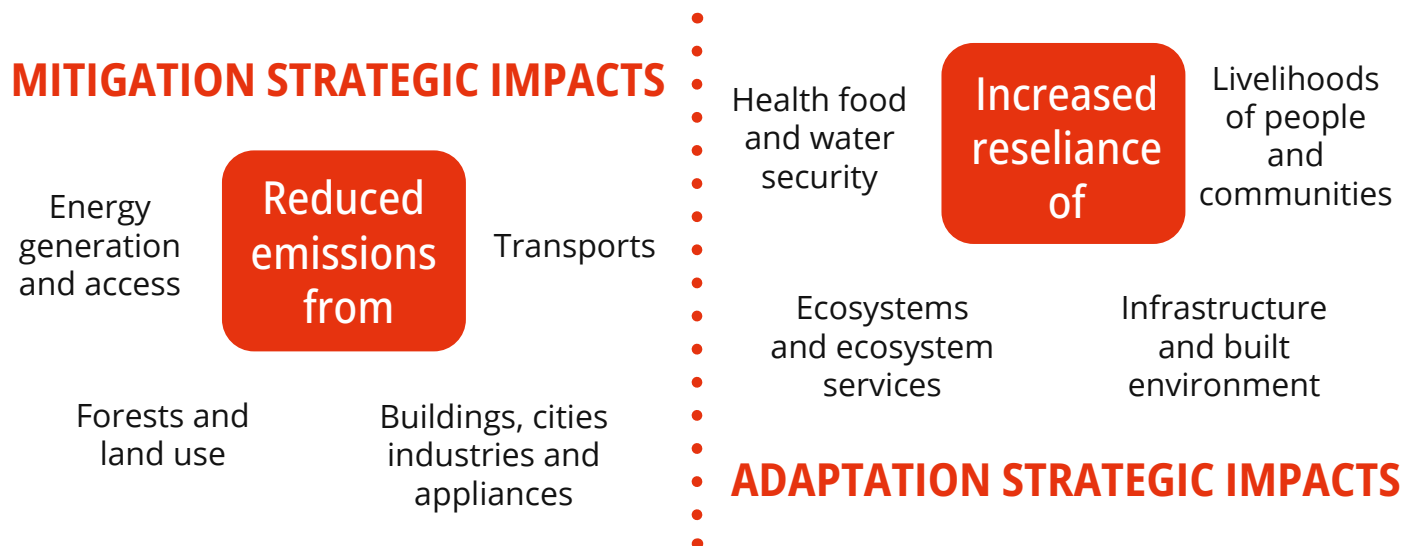 MITIGATION STRATEGIC IMPACTS
Reduced
emissions
from
Energy
generation
and access
Transports
Forests and
land use
Buildings, cities
industries and
appliances
Health food
and water
security
Increased
reseliance
of
Livelihoods
of people
and
communities
Ecosystems
and ecosystem
services
Infrastructure
and built
environment
ADAPTATION STRATEGIC IMPACTS